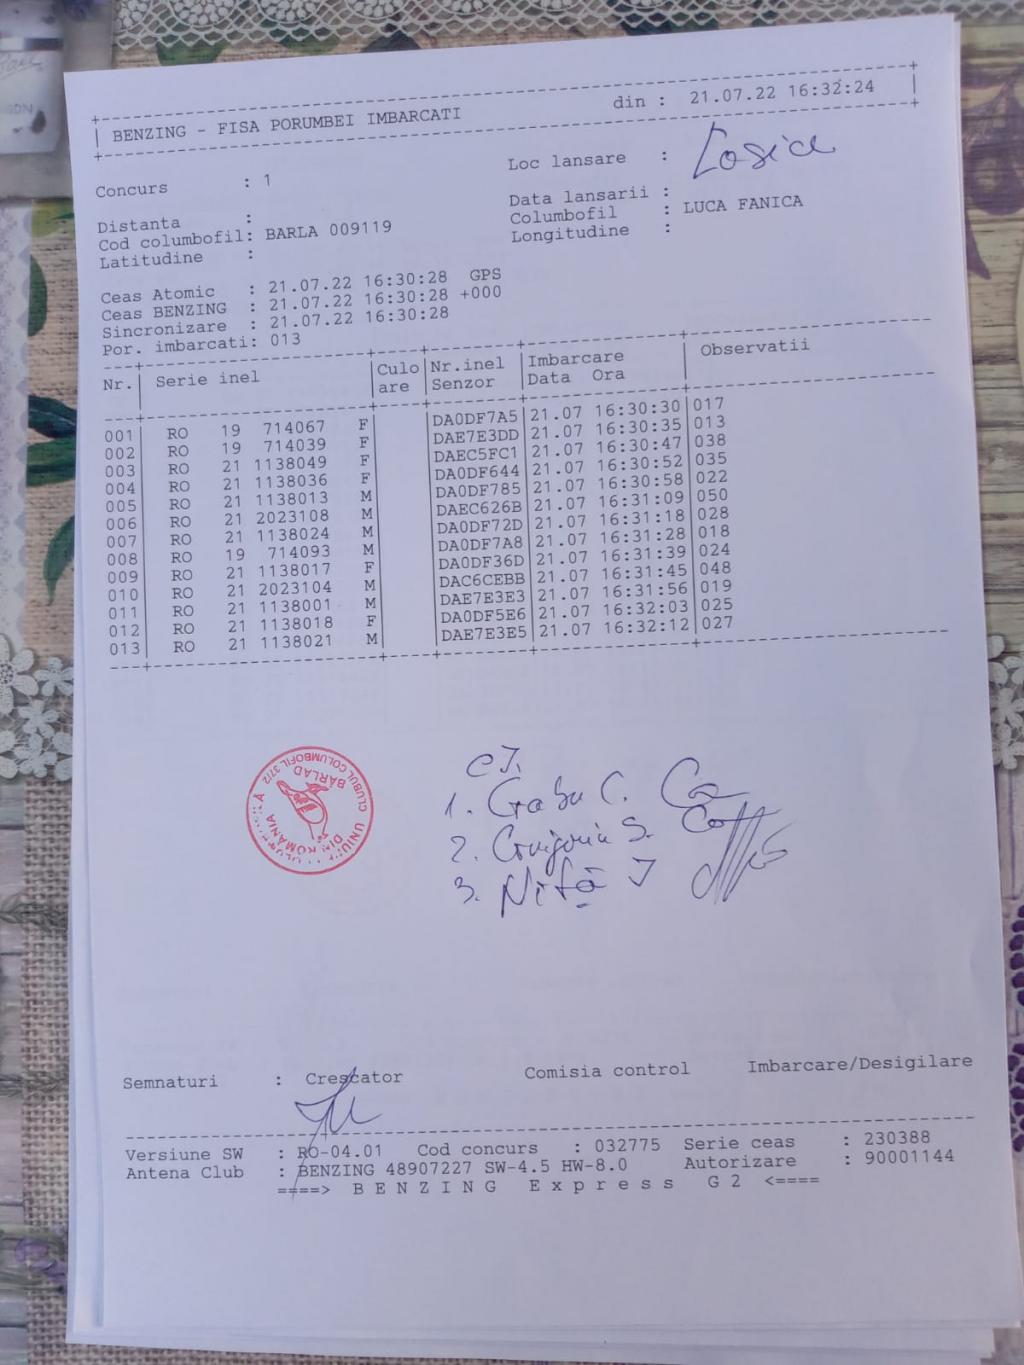 BENZING - FISA PORUMBEI IMBARCATI din : 21.07.22 16:32:24
Concurs : 1 Loc lansare : Losice
Distanta : Data lansarii :
Cod columbofil: BARLA 009119 Columbofil : LUCA FANICA
Latitudine : Longitudine :
Ceas Atomic : 21.07.22 16:30:28 GPS
Ceas BENZING : 21.07.22 16:30:28 +000
Sincronizare : 21.07.22 16:30:28
Por. imbarcati: 013
Nr. Serie inel Culo Nr.inel Imbarcare Observatii
are Senzor Data Ora
001 RO 19 714067 F DA0DF7A5 21.07 16:30:30 017
002 RO 19 714039 F DAE7E3DD 21.07 16:30:35 013
003 RO 21 1138049 F DAEC5FC1 21.07 16:30:47 038
004 RO 21 1138036 F DA0DF644 21.07 16:30:52 035
005 RO 21 1138013 M DA0DF785 21.07 16:30:58 022
006 RO 21 2023108 M DAEC626B 21.07 16:31:09 050
007 RO 21 1138024 M DA0DF72D 21.07 16:31:18 028
008 RO 19 714093 M DA0DF7A8 21.07 16:31:28 018
009 RO 21 1138017 F DA0DF36D 21.07 16:31:39 024
010 RO 21 2023104 M DAC6CEBB 21.07 16:31:45 048
011 RO 21 1138001 M DAE7E3E3 21.07 16:31:56 019
012 RO 21 1138018 F DA0DF5E6 21.07 16:32:03 025
013 RO 21 1138021 M DAE7E3E5 21.07 16:32:12 027
CLUBUL COLUMBOFIL 37/2
BÂRLAD
DIN ROMÂNIA
1.
2.
3. Nită J
Semnaturi : Crescator Comisia control Imbarcare/Desigilare
Versiune SW : RO-04.01 Cod concurs : 032775 Serie ceas : 230388
Antena Club : BENZING 48907227 SW-4.5 HW-8.0 Autorizare : 90001144
====> BENZING Express G2 <====